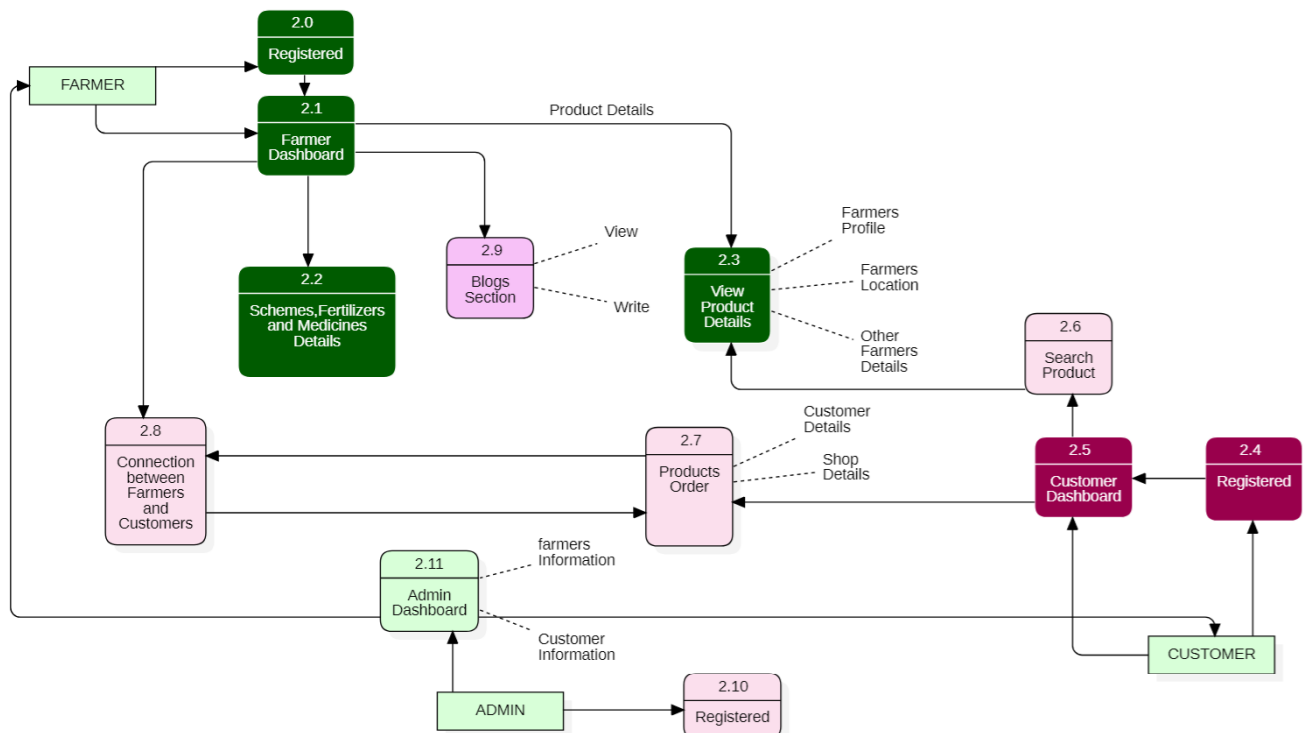 2.0
Registered
FARMER
2.1
Farmer
Dashboard
Product Details
2.9
Blogs
Section
View
Write
2.2
Schemes,Fertilizers
and Medicines
Details
2.3
View
Product
Details
Farmers
Profile
Farmers
Location
Other
Farmers
Details
2.6
Search
Product
2.8
Connection
between
Farmers
and
Customers
2.7
Products
Order
Customer
Details
Shop
Details
2.5
Customer
Dashboard
2.4
Registered
2.11
Admin
Dashboard
farmers
Information
Customer
Information
CUSTOMER
ADMIN
2.10
Registered